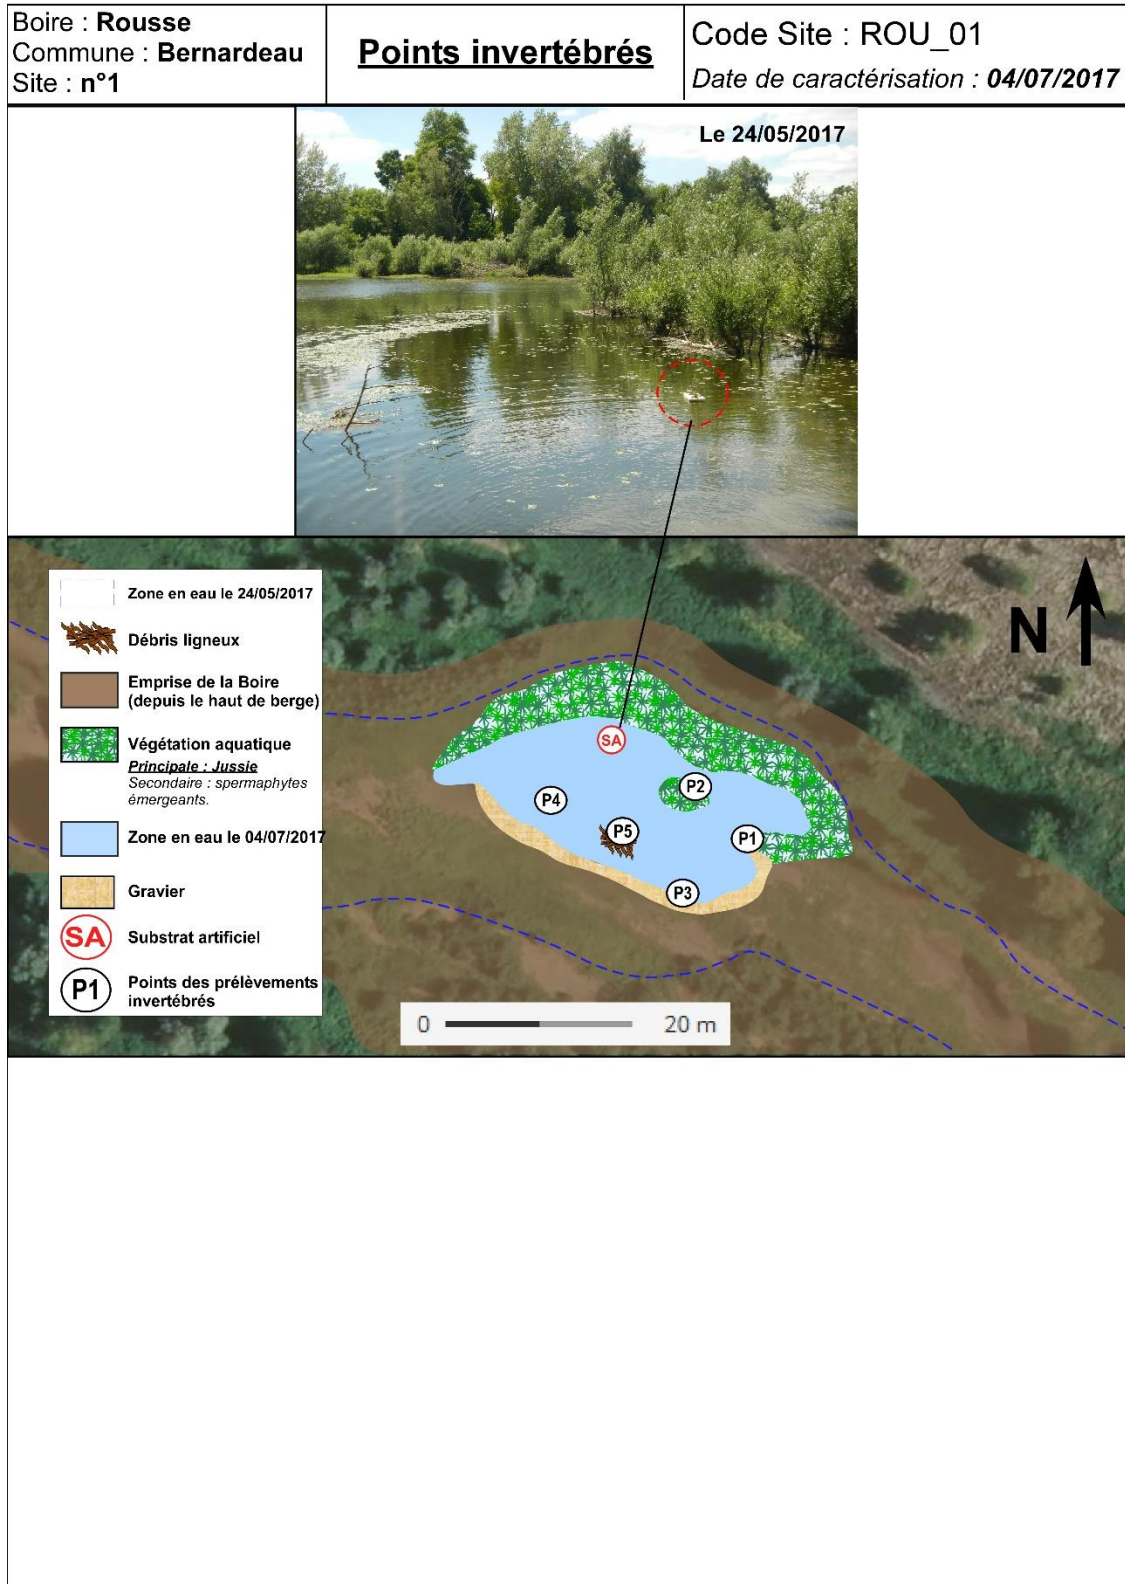 Boire : Rousse
Commune : Bernardeau
Site : n°1
Points invertébrés
Code Site : ROU_01
Date de caractérisation : 04/07/2017
Le 24/05/2017
Zone en eau le 24/05/2017
Débris ligneux
Emprise de la Boire
(depuis le haut de berge)
Végétation aquatique
Principale : Jussie
Secondaire : spermaphytes
émergeants.
Zone en eau le 04/07/2017
Gravier
SA
Substrat artificiel
P1
Points des prélèvements
invertébrés
N
SA
P2
P4
P5
P1
P3
0 20 m